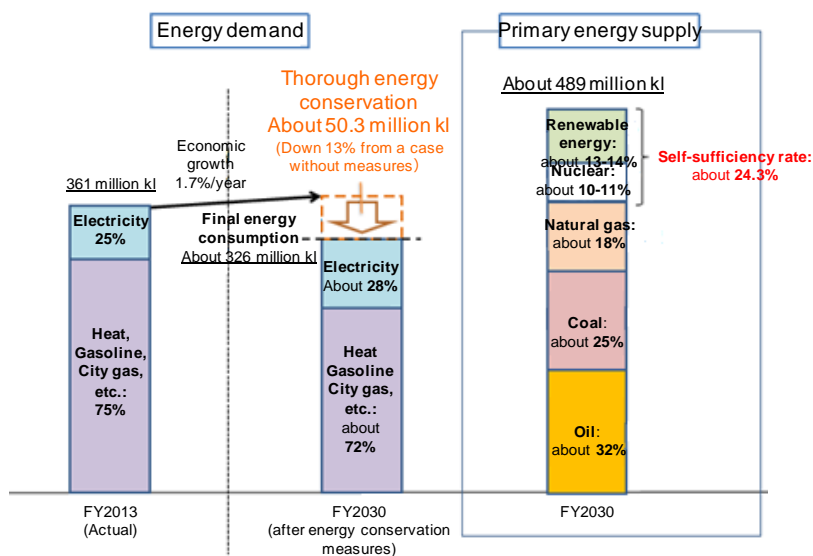 Energy demand
Primary energy supply
Thorough energy
conservation
About 50.3 million kl
(Down 13% from a case
without measures)
Economic
growth
1.7%/year
361 million kl
Electricity
25%
Heat,
Gasoline,
City gas,
etc.:
75%
FY2013
(Actual)
Final energy
consumption
About 326 million kl
Electricity
About 28%
Heat
Gasoline
City gas,
etc.: about
72%
FY2030
(after energy conservation
measures)
About 489 million kl
Renewable
energy:
about 13-14%
Nuclear:
about 10-11%
Self-sufficiency rate:
about 24.3%
Natural gas:
about 18%
Coal:
about 25%
Oil:
about 32%
FY2030